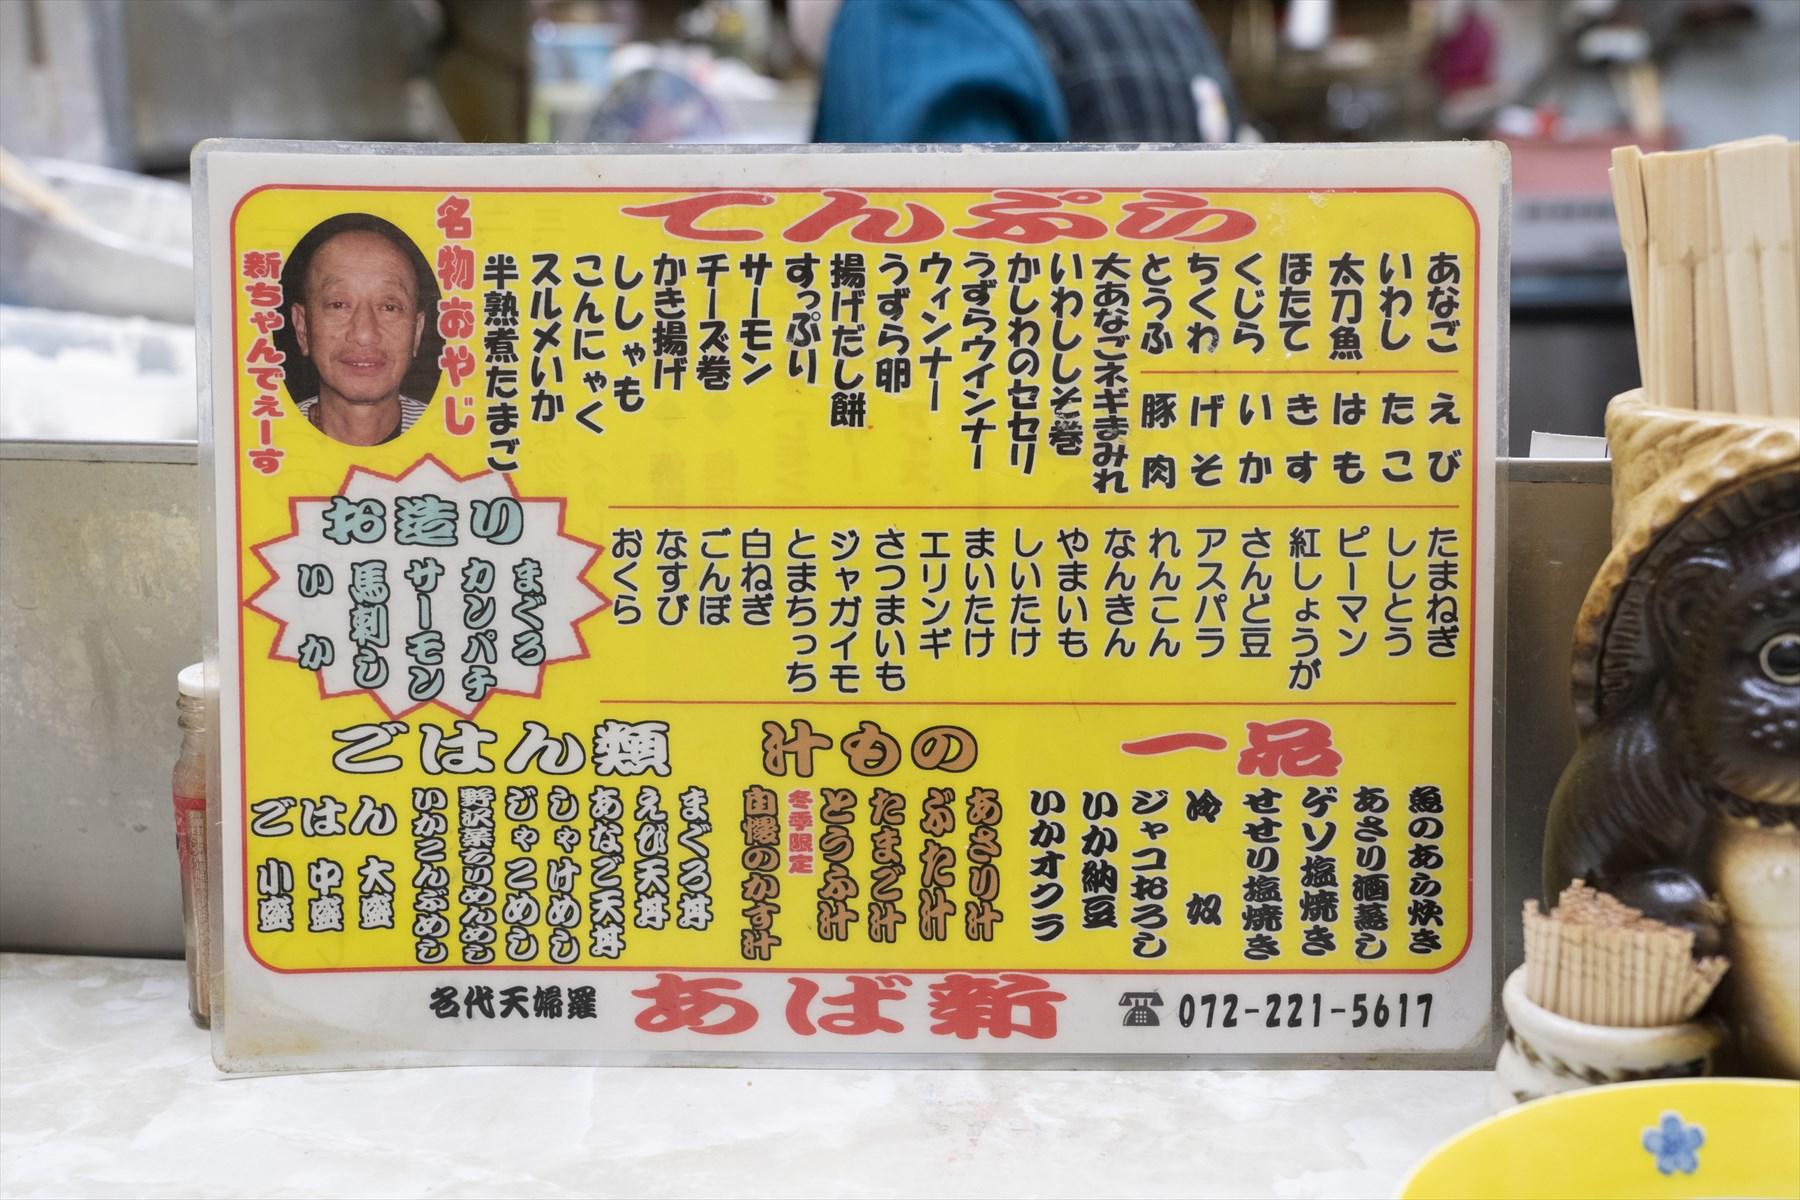 てんぷら
あなご
いわし
太刀魚
ほたて
くじら
ちくわ
とうふ
えび
たこ
はも
きす
いか
げそ
豚肉
大あなごネギまみれ
いわししそ巻
かしわのセセリ
うずらウインナー
ウィンナー
うずら卵
揚げだし餅
すっぷり
サーモン
チーズ巻
かき揚げ
ししゃも
こんにゃく
スルメいか
半熟煮たまご
名物おやじ
新ちゃんでぇーす
たまねぎ
ししとう
ピーマン
紅しょうが
さんど豆
アスパラ
れんこん
なんきん
やまいも
しいたけ
まいたけ
エリンギ
さつまいも
ジャガイモ
とまちっち
白ねぎ
ごんぼ
なすび
おくら
お造り
まぐろ
カンパチ
サーモン
馬刺し
いか
一品
魚のあら炊き
あさり酒蒸し
ゲソ塩焼き
せせり塩焼き
冷奴
ジャコおろし
いか納豆
いかオクラ
汁もの
あさり汁
ぶた汁
たまご汁
とうふ汁
冬季限定
自慢のかす汁
ごはん類
まぐろ丼
えび天丼
あなご天丼
しゃけめし
じゃこめし
野沢菜ちりめんめし
いかこんぶめし
ごはん
大盛
中盛
小盛
名代天婦羅
あば新
☎072-221-5617